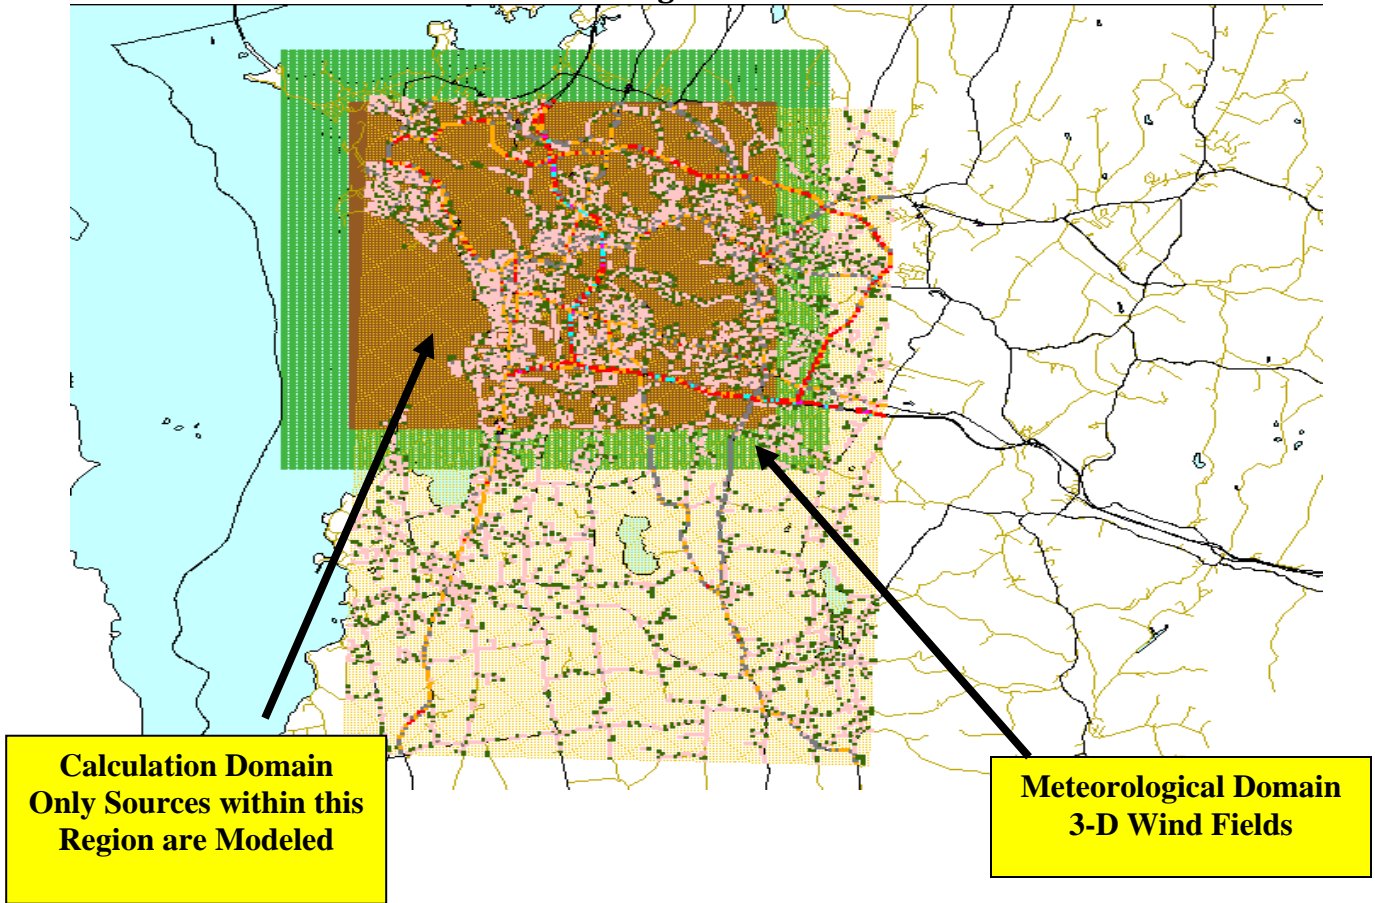 Calculation Domain
Only Sources within this
Region are Modeled
Meteorological Domain
3-D Wind Fields